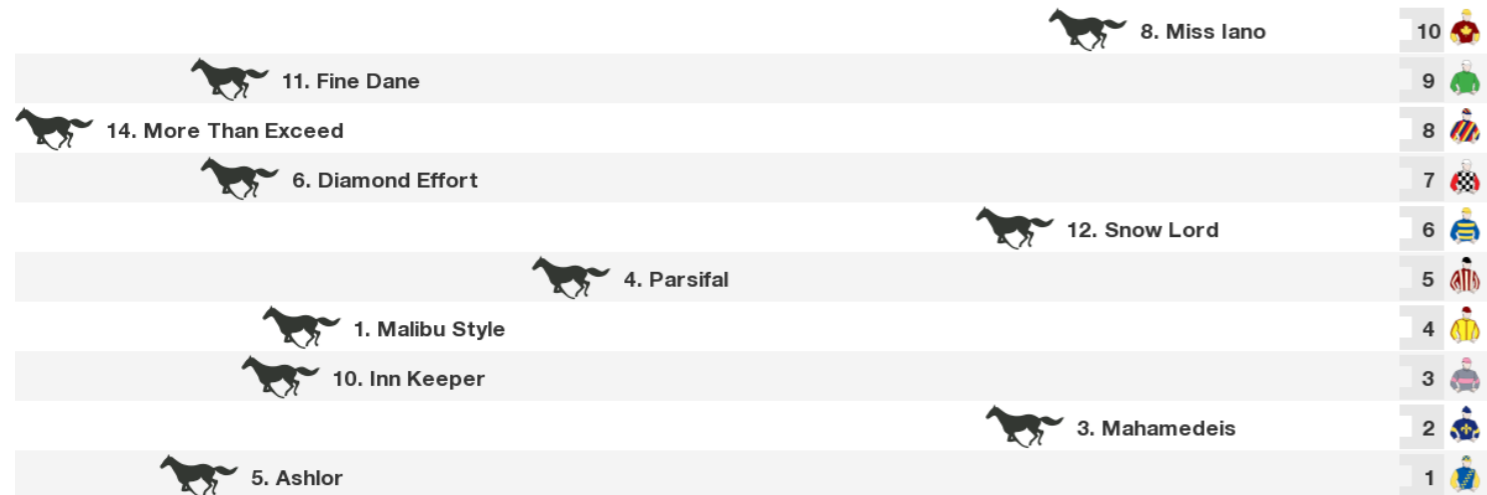 8. Miss Iano 10
11. Fine Dane 9
14. More Than Exceed 8
6. Diamond Effort 7
12. Snow Lord 6
4. Parsifal 5
1. Malibu Style 4
10. Inn Keeper 3
3. Mahamedeis 2
5. Ashlor 1